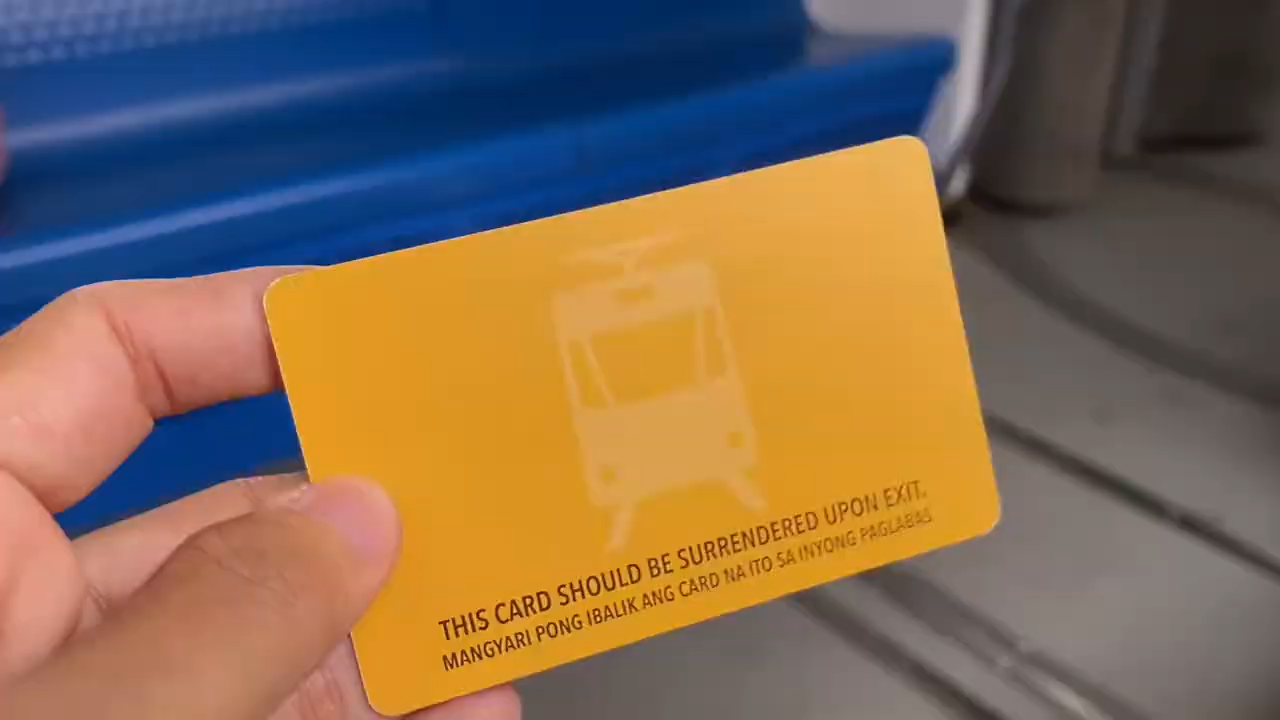 THIS CARD SHOULD BE SURRENDERED UPON EXIT.
MANGYARI PONG IBALIK ANG CARD NA ITO SA INYONG PAGLABAS